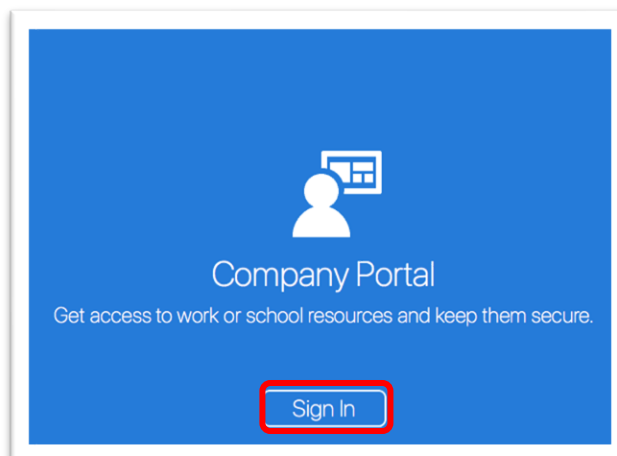 Company Portal
Get access to work or school resources and keep them secure.
Sign In